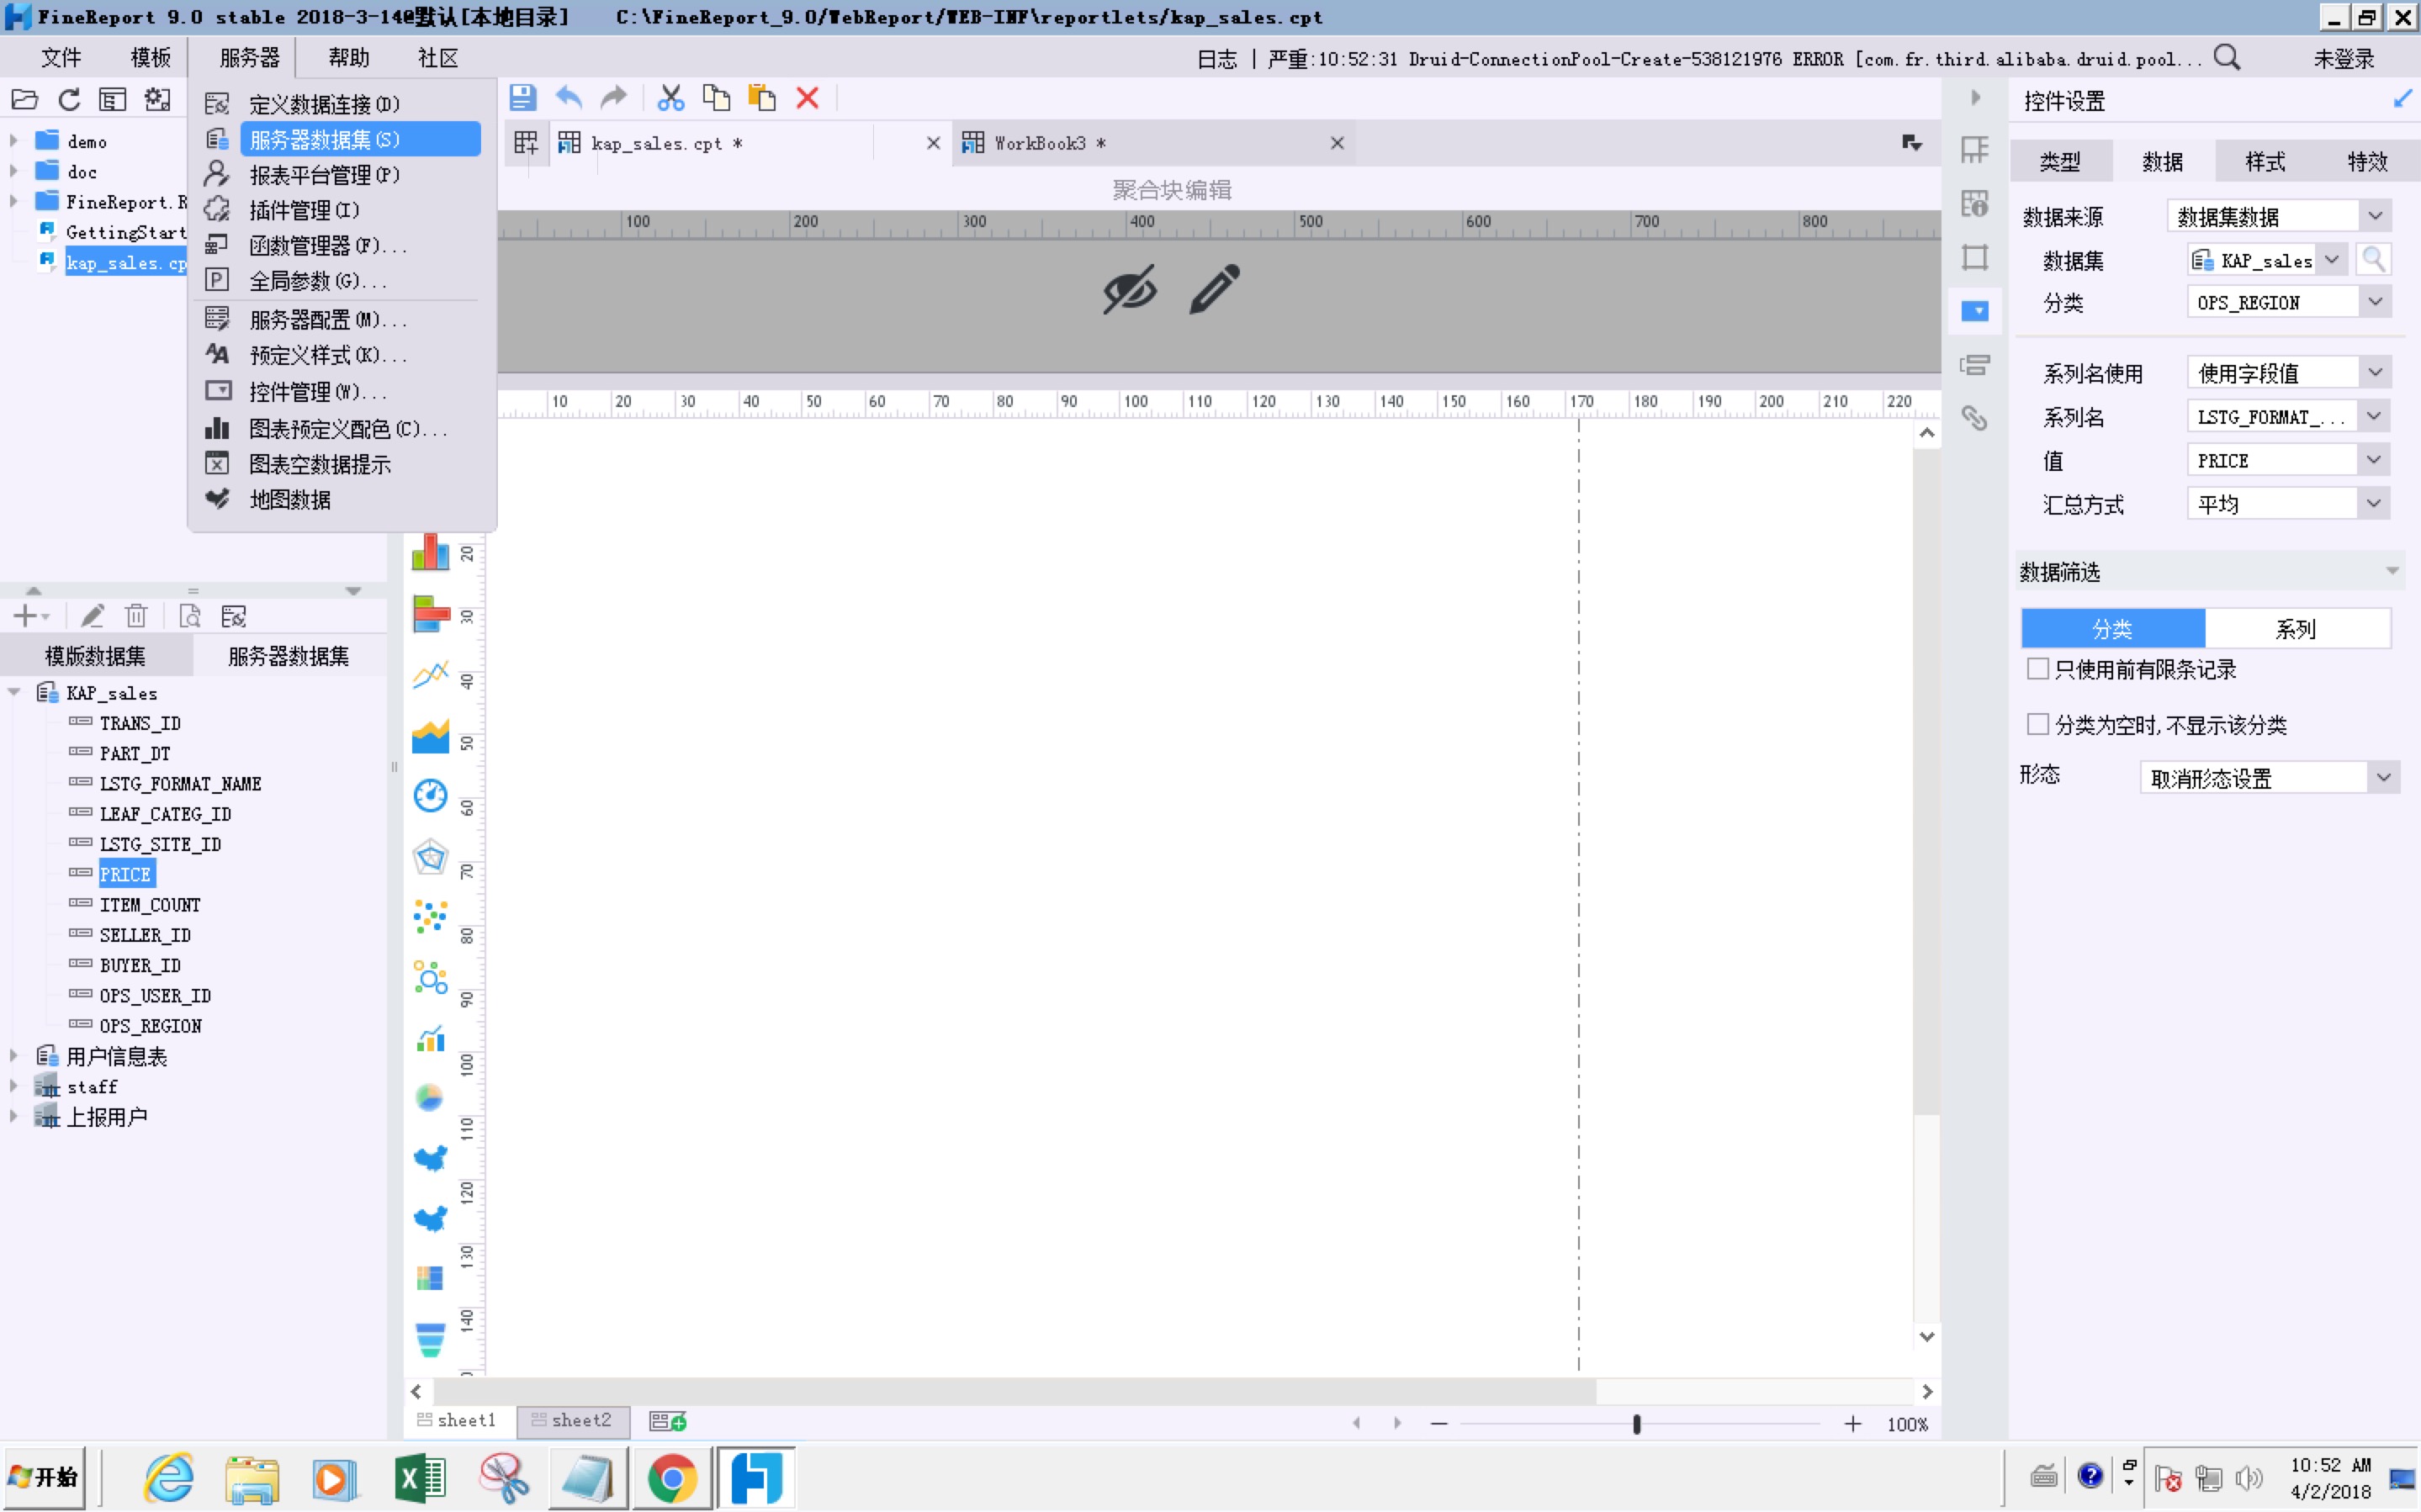 FineReport 9.0 stable 2018-3-14@默认[本地目录] C:\FineReport_9.0/WebReport/WEB-INF\reportlets/kap_sales.cpt
文件 模板 服务器 帮助 社区
日志 | 严重:10:52:31 Druid-ConnectionPool-Create-538121976 ERROR [com.fr.third.alibaba.druid.pool...
未登录
demo
doc
FineReport.R
GettingStart
kap_sales.cp
定义数据连接(D)
服务器数据集(S)
报表平台管理(P)
插件管理(I)
函数管理器(F)...
全局参数(G)...
服务器配置(M)...
预定义样式(K)...
控件管理(W)...
图表预定义配色(C)...
图表空数据提示
地图数据
kap_sales.cpt *
WorkBook3 *
聚合块编辑
100 200 300 400 500 600 700 800
10 20 30 40 50 60 70 80 90 100 110 120 130 140 150 160 170 180 190 200 210 220
20
30
40
50
60
70
80
90
100
110
120
130
140
模版数据集 服务器数据集
KAP_sales
TRANS_ID
PART_DT
LSTG_FORMAT_NAME
LEAF_CATEG_ID
LSTG_SITE_ID
PRICE
ITEM_COUNT
SELLER_ID
BUYER_ID
OPS_USER_ID
OPS_REGION
用户信息表
staff
上报用户
sheet1 sheet2
100%
控件设置
类型 数据 样式 特效
数据来源 数据集数据
数据集 KAP_sales
分类 OPS_REGION
系列名使用 使用字段值
系列名 LSTG_FORMAT_...
值 PRICE
汇总方式 平均
数据筛选
分类 系列
只使用前有限条记录
分类为空时,不显示该分类
形态 取消形态设置
开始
10:52 AM
4/2/2018